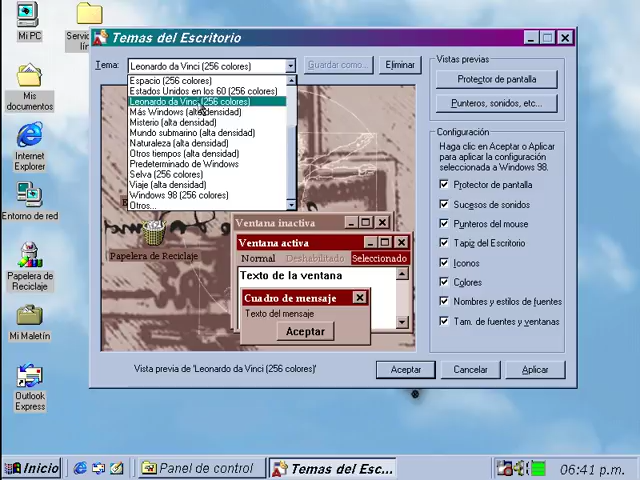 Mi PC
Mis
documentos
Internet
Explorer
Entorno de red
Papelera de
Reciclaje
Mi Maletín
Outlook
Express
Temas del Escritorio
Tema:
Leonardo da Vinci (256 colores)
Guardar como...
Eliminar
Espacio (256 colores)
Estados Unidos en los 60 (256 colores)
Leonardo da Vinci (256 colores)
Más Windows (alta densidad)
Misterio (alta densidad)
Mundo submarino (alta densidad)
Naturaleza (alta densidad)
Otros tiempos (alta densidad)
Predeterminado de Windows
Selva (256 colores)
Viaje (alta densidad)
Windows 98 (256 colores)
Otros...
Papelera de Reciclaje
Ventana inactiva
Ventana activa
Normal Deshabilitado Seleccionado
Texto de la ventana
Cuadro de mensaje
Texto del mensaje
Aceptar
Vista previa de 'Leonardo da Vinci (256 colores)'
Vistas previas
Protector de pantalla
Punteros, sonidos, etc...
Configuración
Haga clic en Aceptar o Aplicar
para aplicar la configuración
seleccionada a Windows 98.
Protector de pantalla
Sucesos de sonidos
Punteros del mouse
Tapiz del Escritorio
Iconos
Colores
Nombres y estilos de fuentes
Tam. de fuentes y ventanas
Aceptar
Cancelar
Aplicar
Inicio
Panel de control
Temas del Esc...
06:41 p.m.